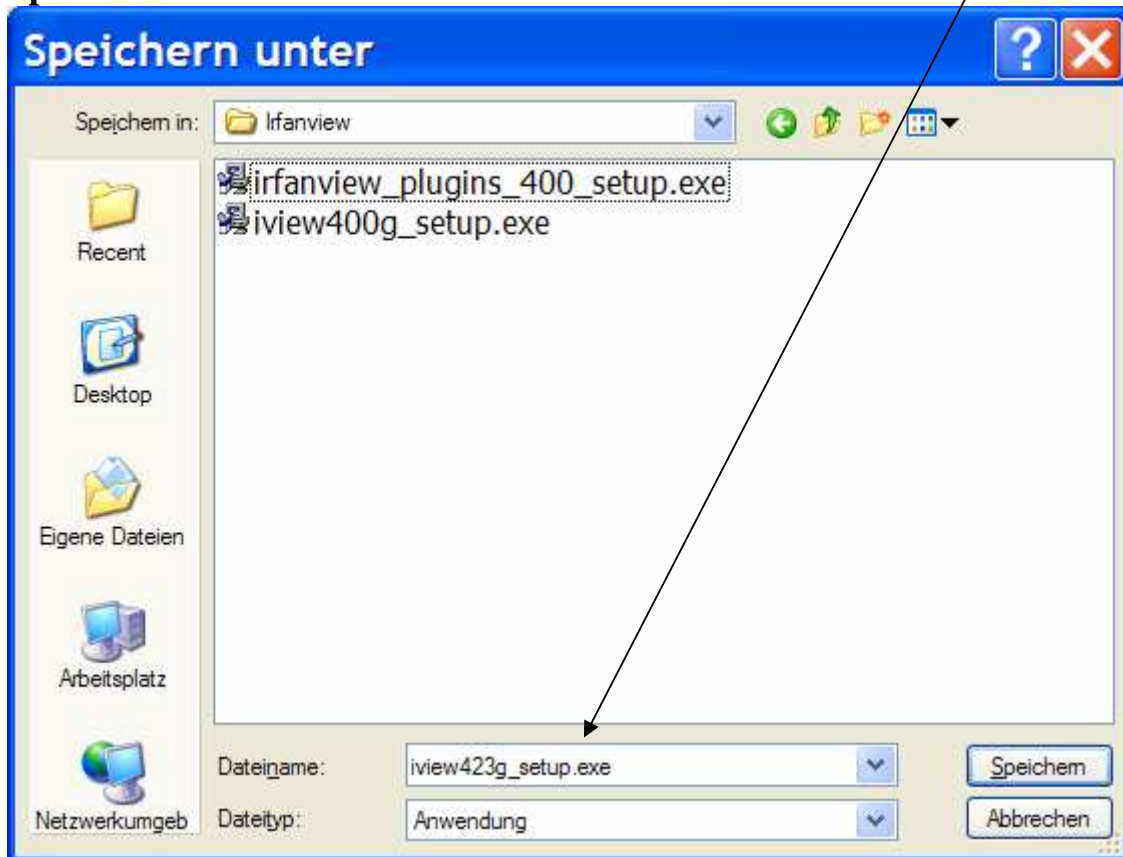 Speichern unter
Speichern in:
Irfanview
irfanview_plugins_400_setup.exe
iview400g_setup.exe
Recent
Desktop
Eigene Dateien
Arbeitsplatz
Netzwerkumgeb
Dateiname:
iview423g_setup.exe
Speichern
Dateityp:
Anwendung
Abbrechen